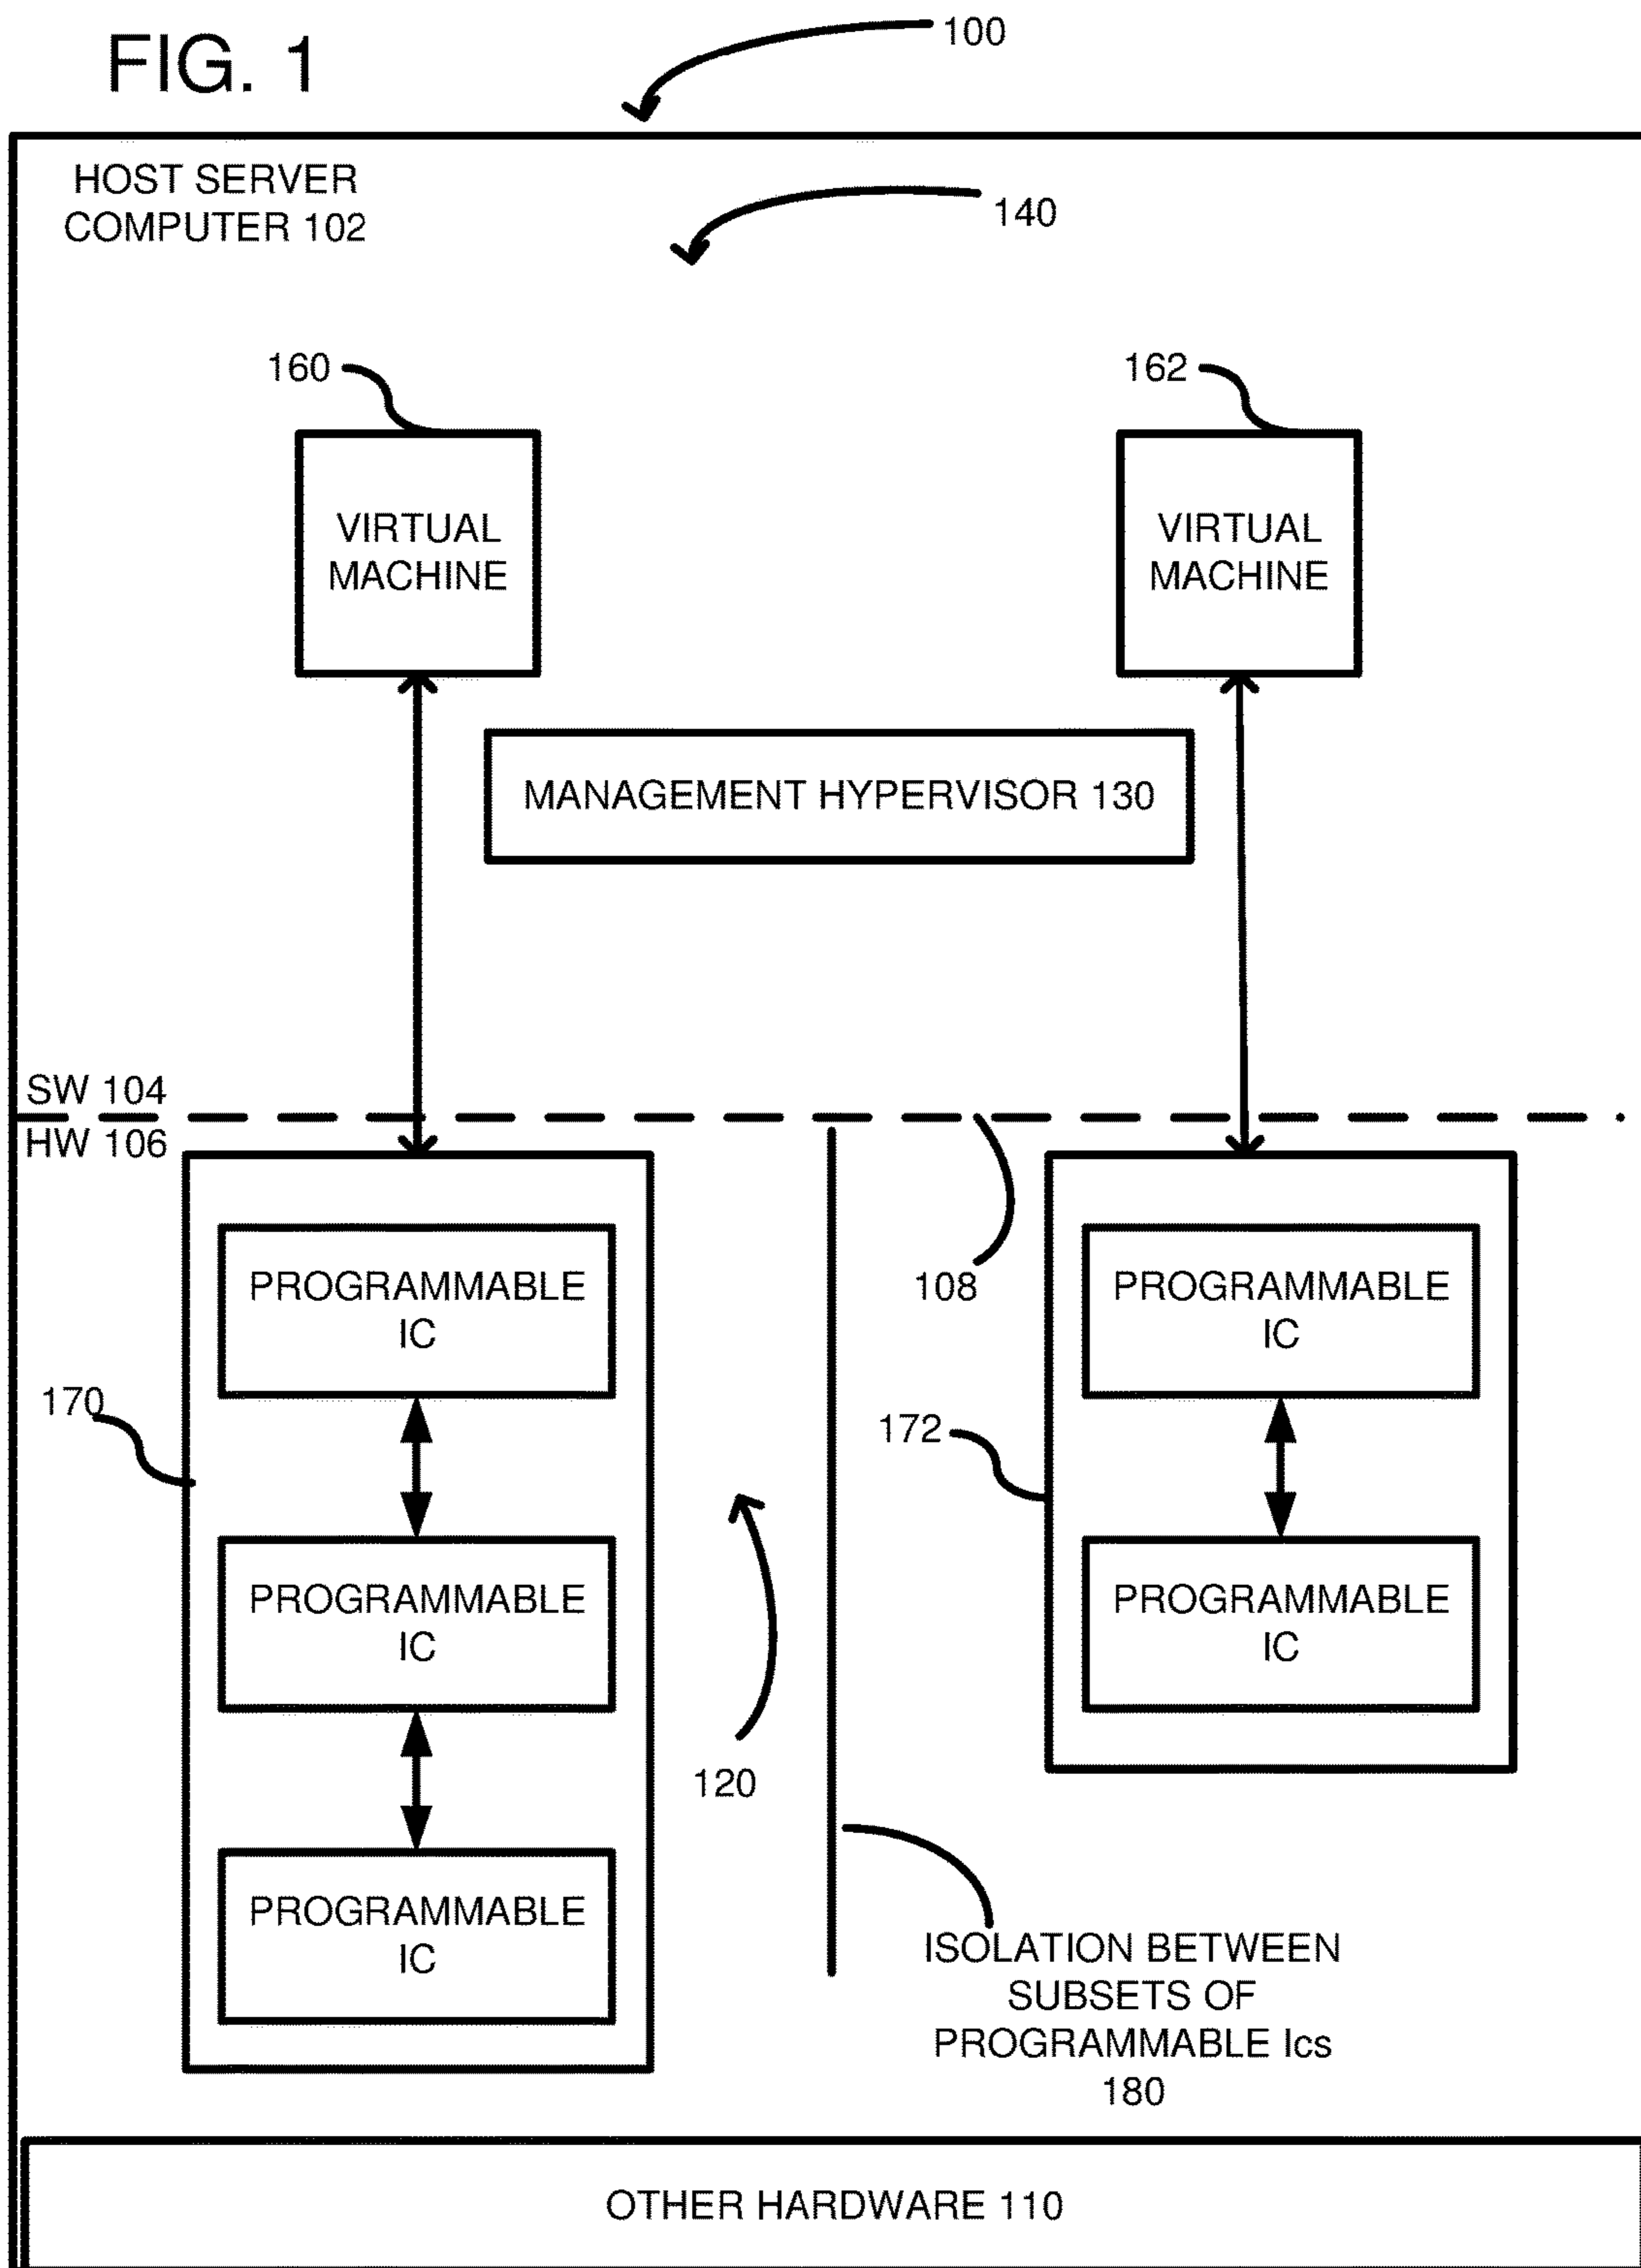 FIG. 1
100
HOST SERVER
COMPUTER 102
140
160
162
VIRTUAL
MACHINE
VIRTUAL
MACHINE
MANAGEMENT HYPERVISOR 130
SW 104
HW 106
PROGRAMMABLE
IC
108
PROGRAMMABLE
IC
170
172
PROGRAMMABLE
IC
PROGRAMMABLE
IC
120
PROGRAMMABLE
IC
ISOLATION BETWEEN
SUBSETS OF
PROGRAMMABLE Ics
180
OTHER HARDWARE 110